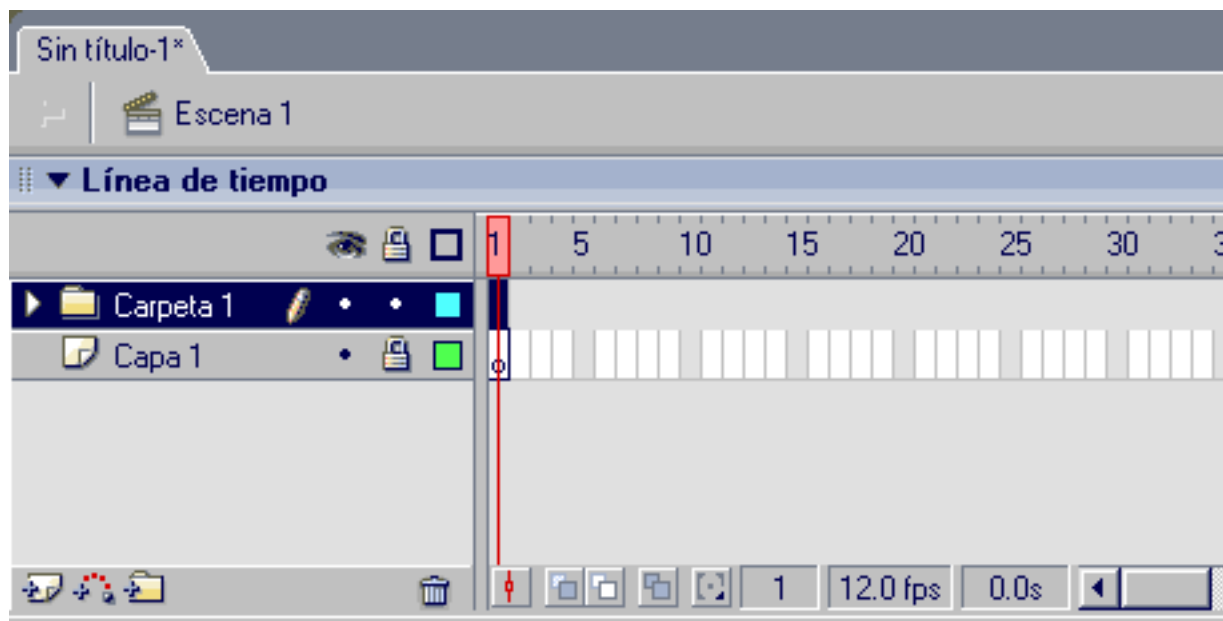 Sin título-1*
Escena 1
Línea de tiempo
1 5 10 15 20 25 30
Carpeta 1
Capa 1
1 12.0 fps 0.0s